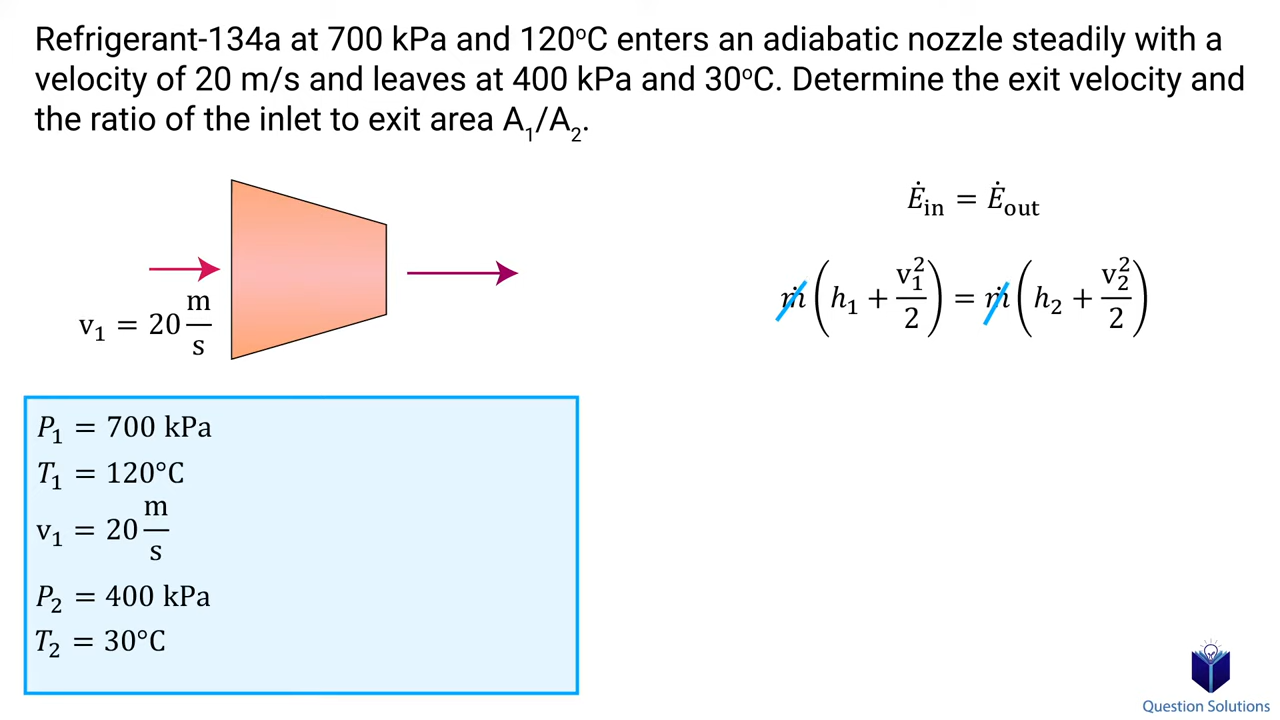 Refrigerant-134a at 700 kPa and 120°C enters an adiabatic nozzle steadily with a
velocity of 20 m/s and leaves at 400 kPa and 30°C. Determine the exit velocity and
the ratio of the inlet to exit area A₁/A₂.
Ėin = Ėout
ṁ(h₁ + v₁²/2) = ṁ(h₂ + v₂²/2)
v₁ = 20 m/s
P₁ = 700 kPa
T₁ = 120°C
v₁ = 20 m/s
P₂ = 400 kPa
T₂ = 30°C
Question Solutions